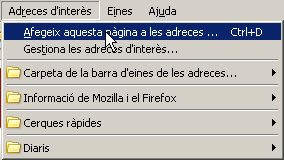 Adreces d'interès Eines Ajuda
Afegeix aquesta pàgina a les adreces ... Ctrl+D
Gestiona les adreces d'interès...
Carpeta de la barra d'eines de les adreces...
Informació de Mozilla i el Firefox
Cerques ràpides
Diaris